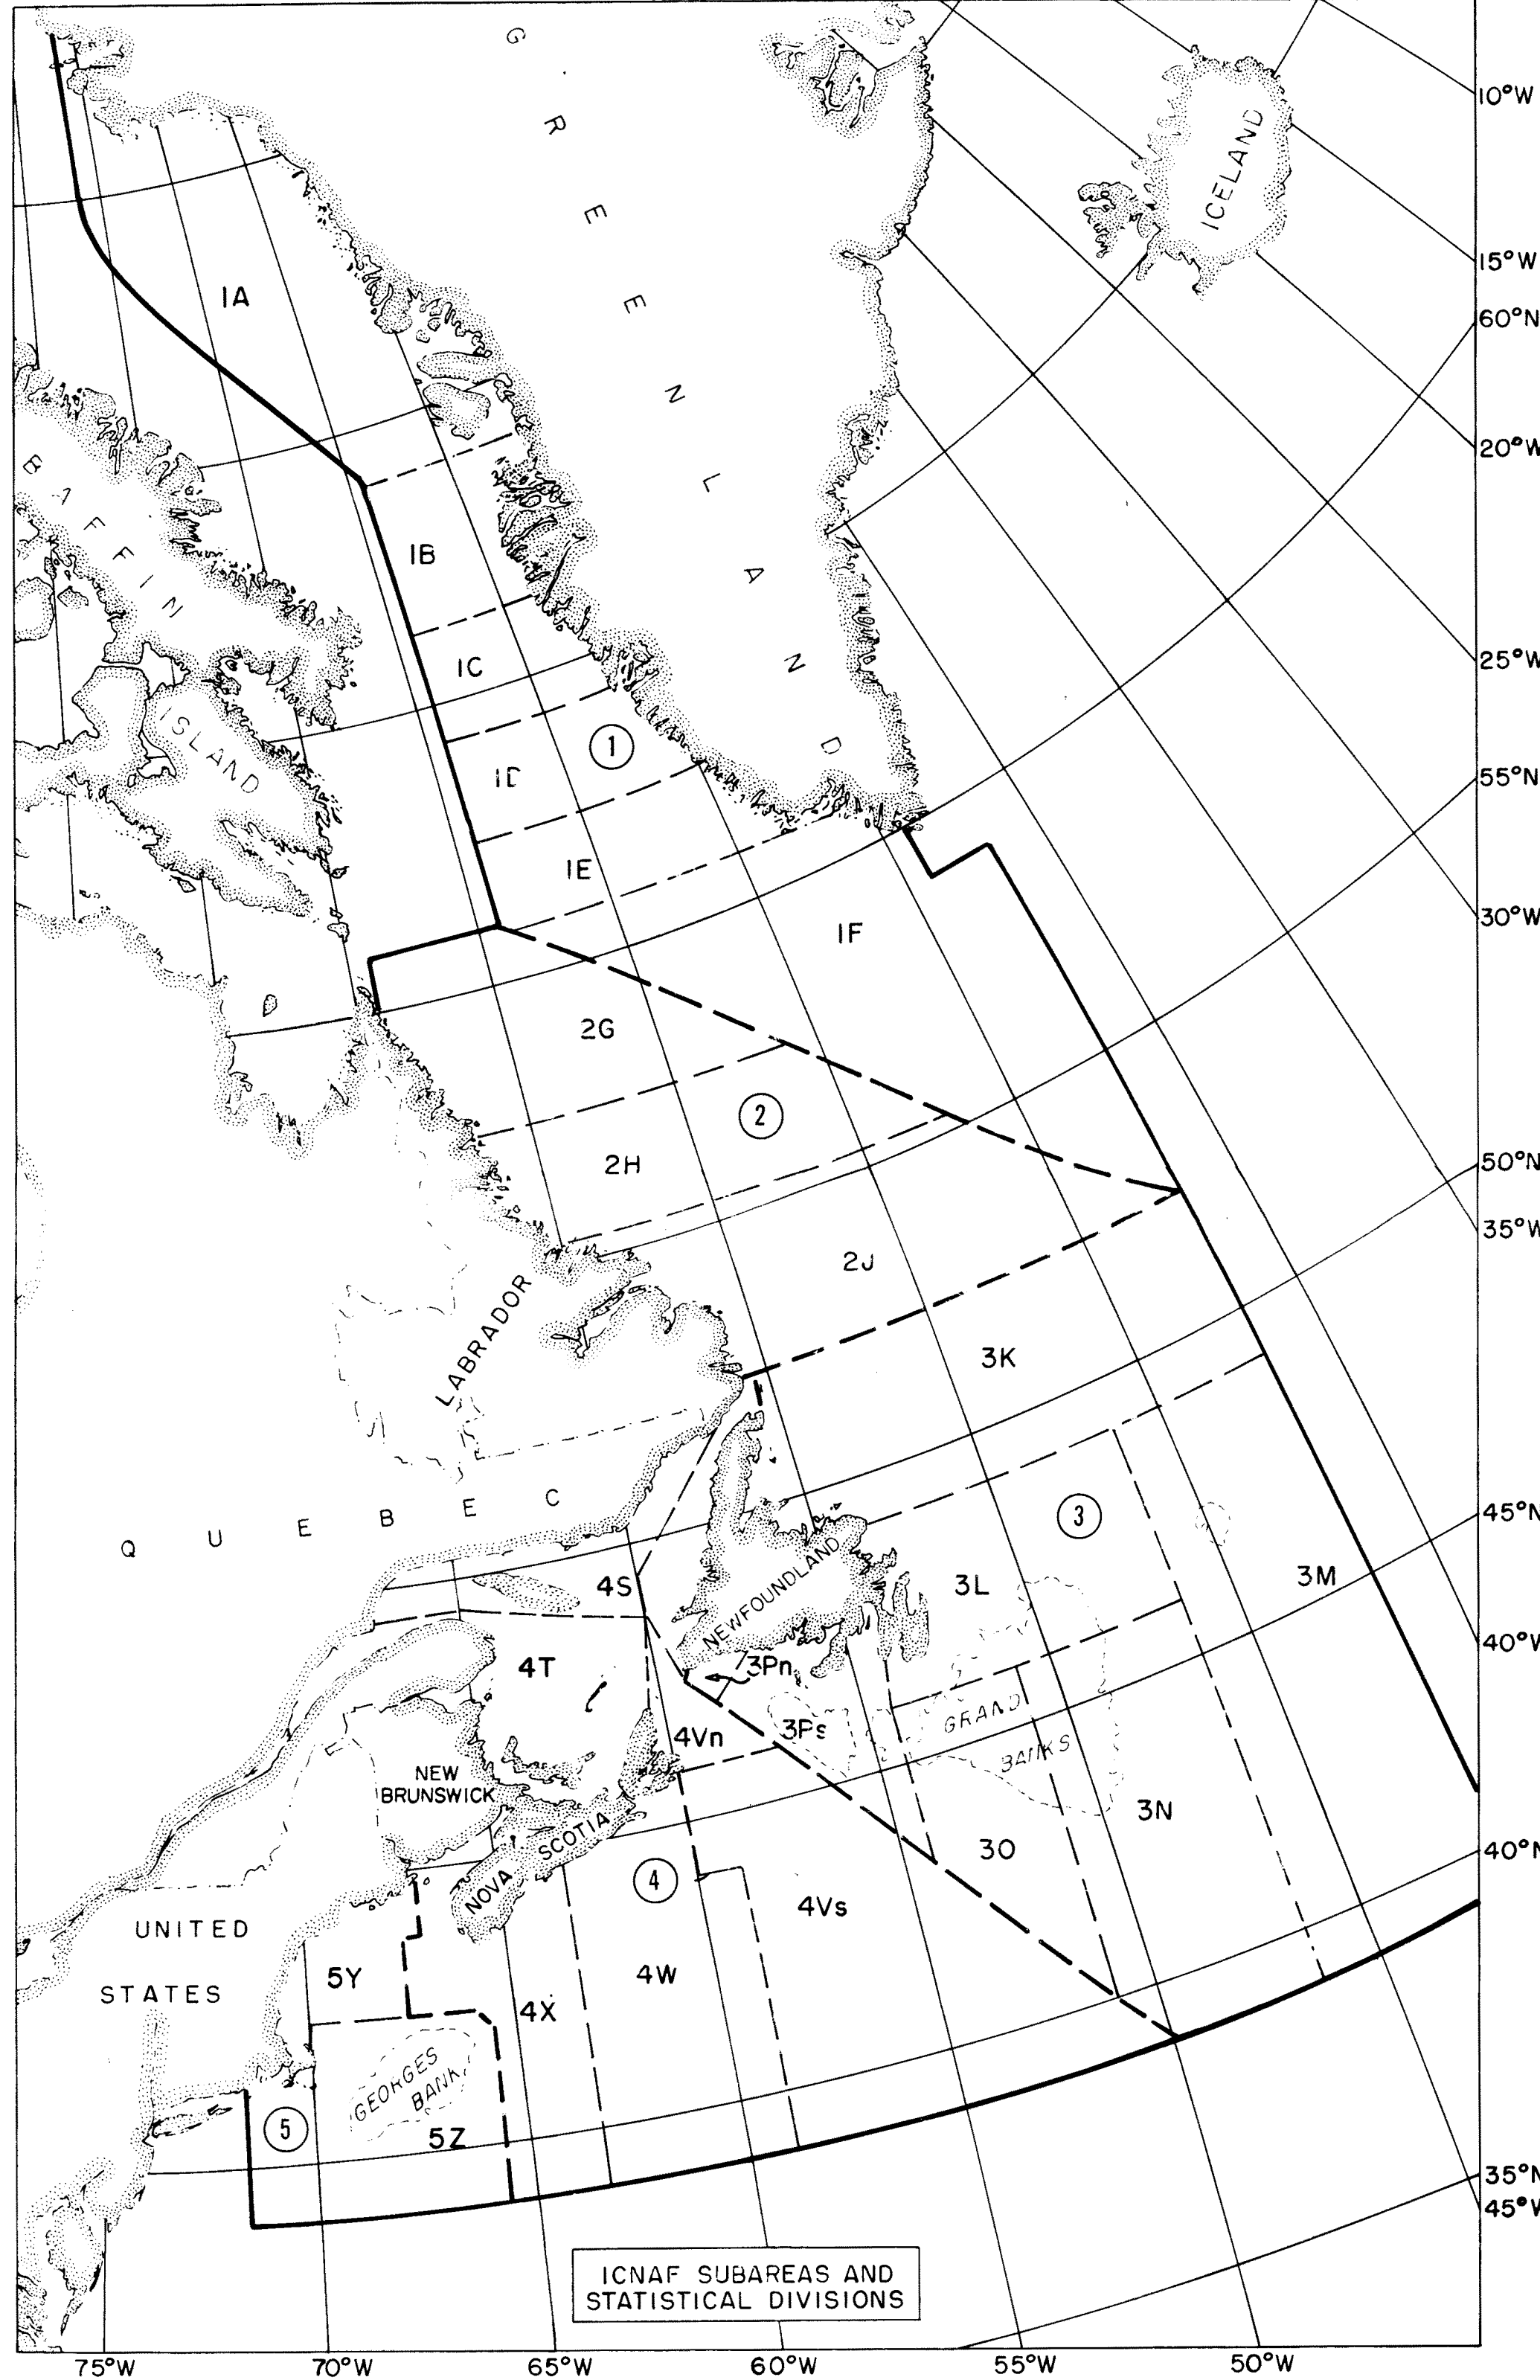 GREENLAND
10°W
ICELAND
15°W
60°N
1A
20°W
BAFFIN
1B
25°W
1C
ISLAND
1
1D
55°N
1E
30°W
1F
2G
2
50°N
2H
35°W
2J
LABRADOR
3K
QUEBEC
3
45°N
NEWFOUNDLAND
3L
3M
4S
40°W
4T
3Pn
GRAND
BANKS
4Vn
3Ps
NEW
BRUNSWICK
3N
NOVA SCOTIA
3O
40°N
4
4Vs
UNITED
STATES
5Y
4W
4X
GEORGES
BANK
5
5Z
35°N
45°W
ICNAF SUBAREAS AND
STATISTICAL DIVISIONS
75°W
70°W
65°W
60°W
55°W
50°W